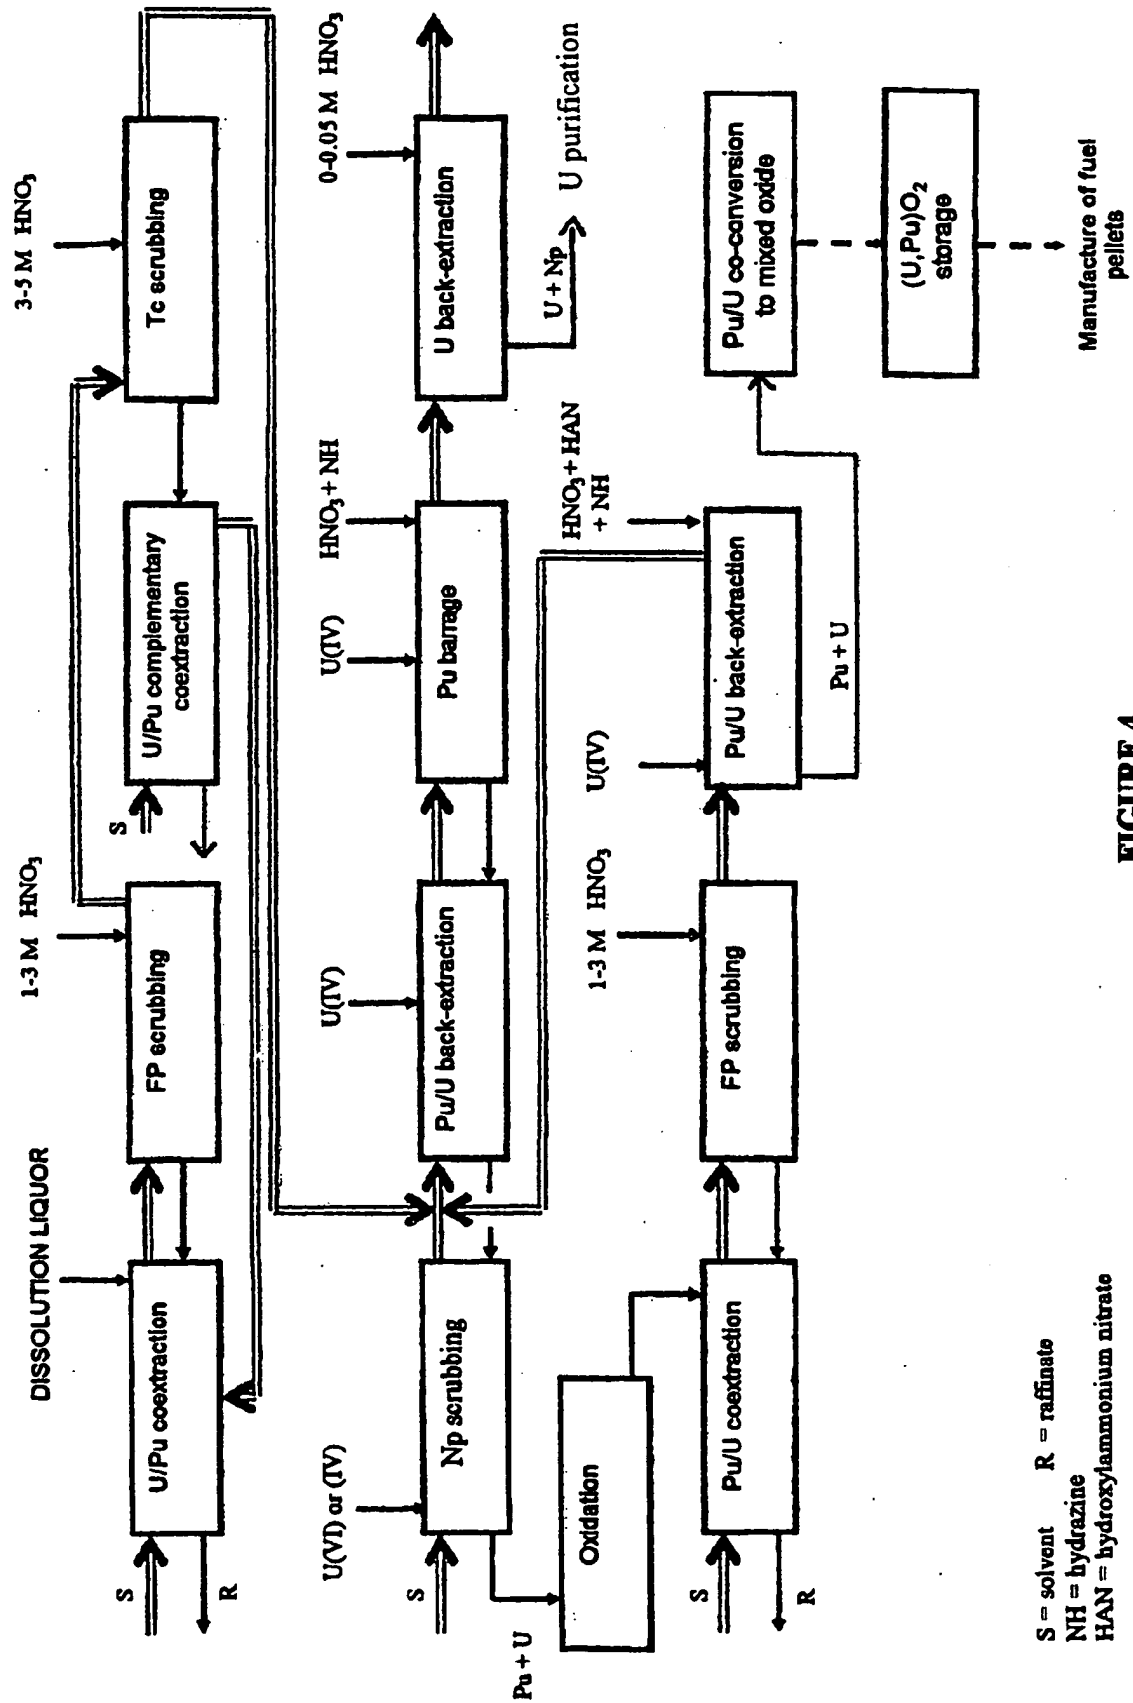 DISSOLUTION LIQUOR
1-3 M HNO₃
3-5 M HNO₃
S
U/Pu coextraction
R
FP scrubbing
S
U/Pu complementary
coextraction
Tc scrubbing
U(VI) or (IV)
U(IV)
U(IV)
HNO₃ + NH
0-0.05 M HNO₃
S
Np scrubbing
Pu/U back-extraction
Pu barrage
U back-extraction
Pu + U
U + Np
U purification
Oxidation
1-3 M HNO₃
U(IV)
HNO₃ + HAN
+ NH
S
Pu/U coextraction
R
FP scrubbing
Pu/U back-extraction
Pu + U
Pu/U co-conversion
to mixed oxide
(U,Pu)O₂
storage
Manufacture of fuel
pellets
S = solvent R = raffinate
NH = hydrazine
HAN = hydroxylammonium nitrate
FIGURE 4